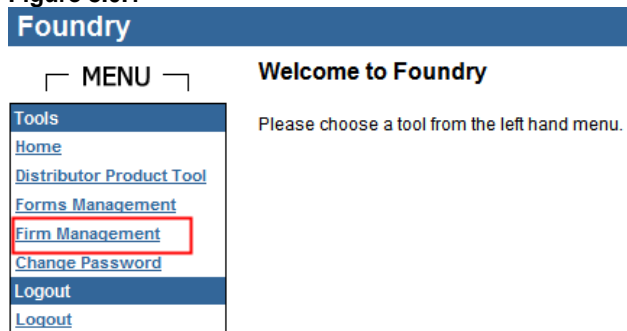 Foundry
MENU
Welcome to Foundry
Tools
Please choose a tool from the left hand menu.
Home
Distributor Product Tool
Forms Management
Firm Management
Change Password
Logout
Logout